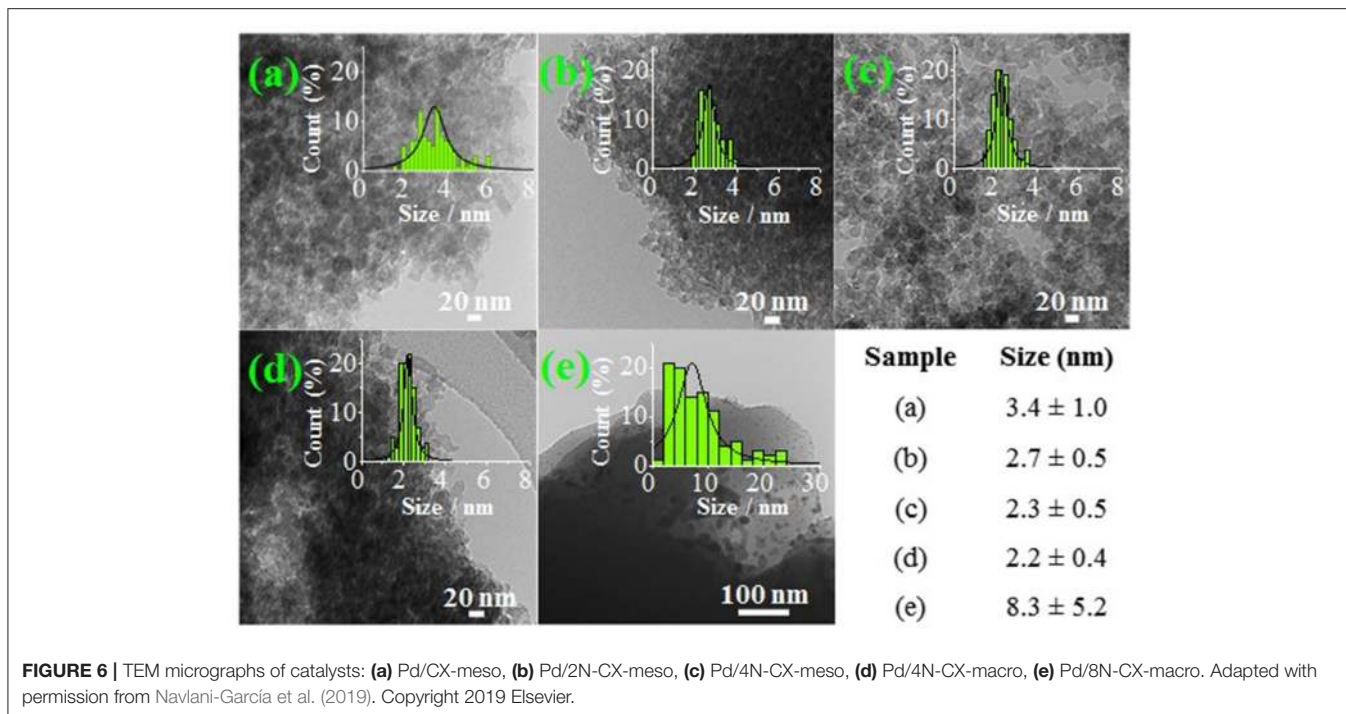 (a)
Count (%)
20
10
0
0 2 4 6 8
Size / nm
20 nm
(b)
Count (%)
20
10
0
0 2 4 6 8
Size / nm
20 nm
(c)
Count (%)
20
10
0
0 2 4 6 8
Size / nm
20 nm
(d)
Count (%)
20
10
0
0 2 4 6 8
Size / nm
20 nm
(e)
Count (%)
20
10
0
0 10 20 30
Size / nm
100 nm
Sample Size (nm)
(a) 3.4 ± 1.0
(b) 2.7 ± 0.5
(c) 2.3 ± 0.5
(d) 2.2 ± 0.4
(e) 8.3 ± 5.2
FIGURE 6 | TEM micrographs of catalysts: (a) Pd/CX-meso, (b) Pd/2N-CX-meso, (c) Pd/4N-CX-meso, (d) Pd/4N-CX-macro, (e) Pd/8N-CX-macro. Adapted with
permission from Navlani-García et al. (2019). Copyright 2019 Elsevier.